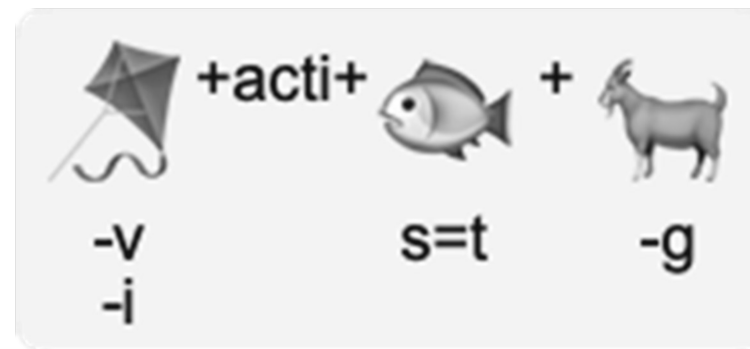 +acti+ +
-v s=t -g
-i